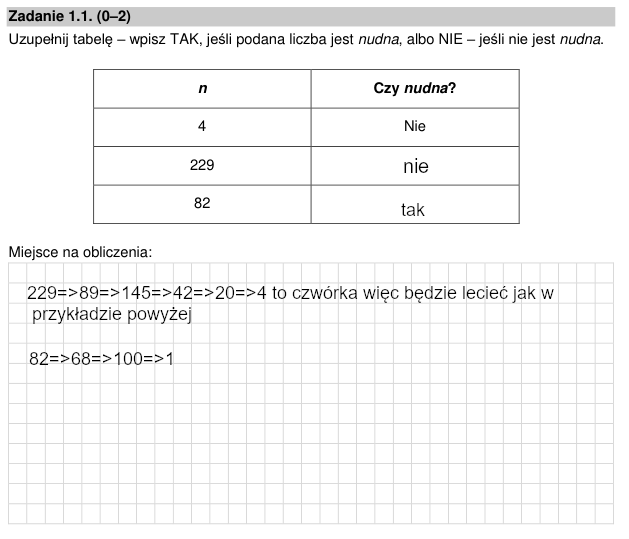 Zadanie 1.1. (0–2)
Uzupełnij tabelę – wpisz TAK, jeśli podana liczba jest nudna, albo NIE – jeśli nie jest nudna.
n Czy nudna?
4 Nie
229 nie
82 tak
Miejsce na obliczenia:
229=>89=>145=>42=>20=>4 to czwórka więc będzie lecieć jak w
przykładzie powyżej
82=>68=>100=>1